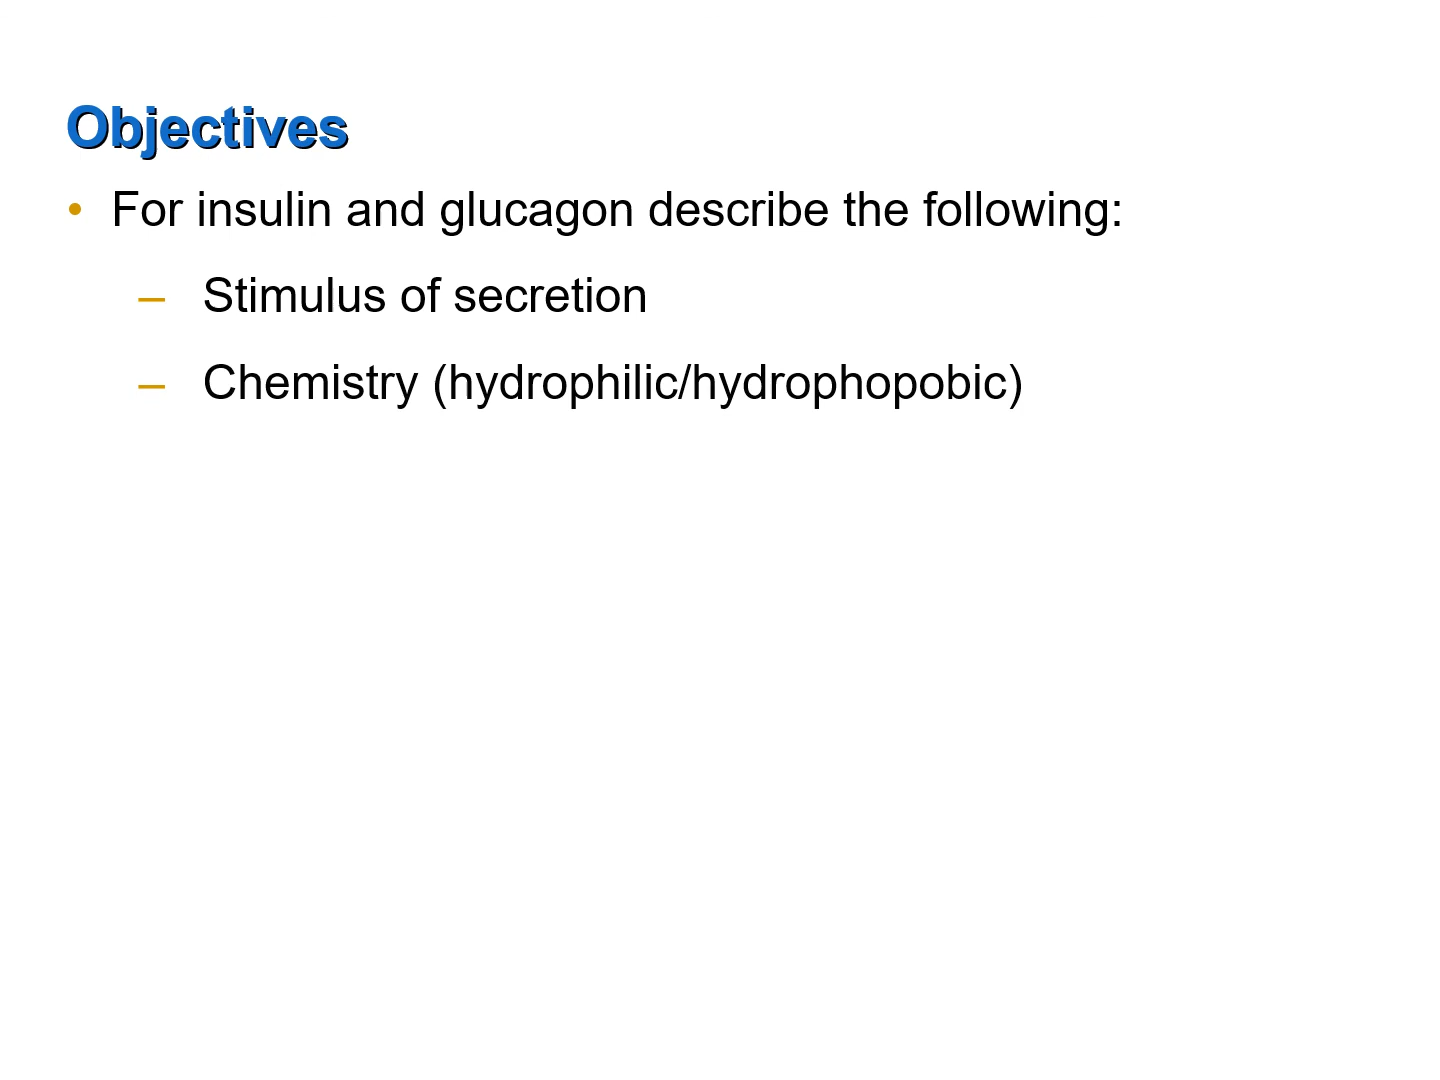 Objectives
• For insulin and glucagon describe the following:
– Stimulus of secretion
– Chemistry (hydrophilic/hydrophopobic)